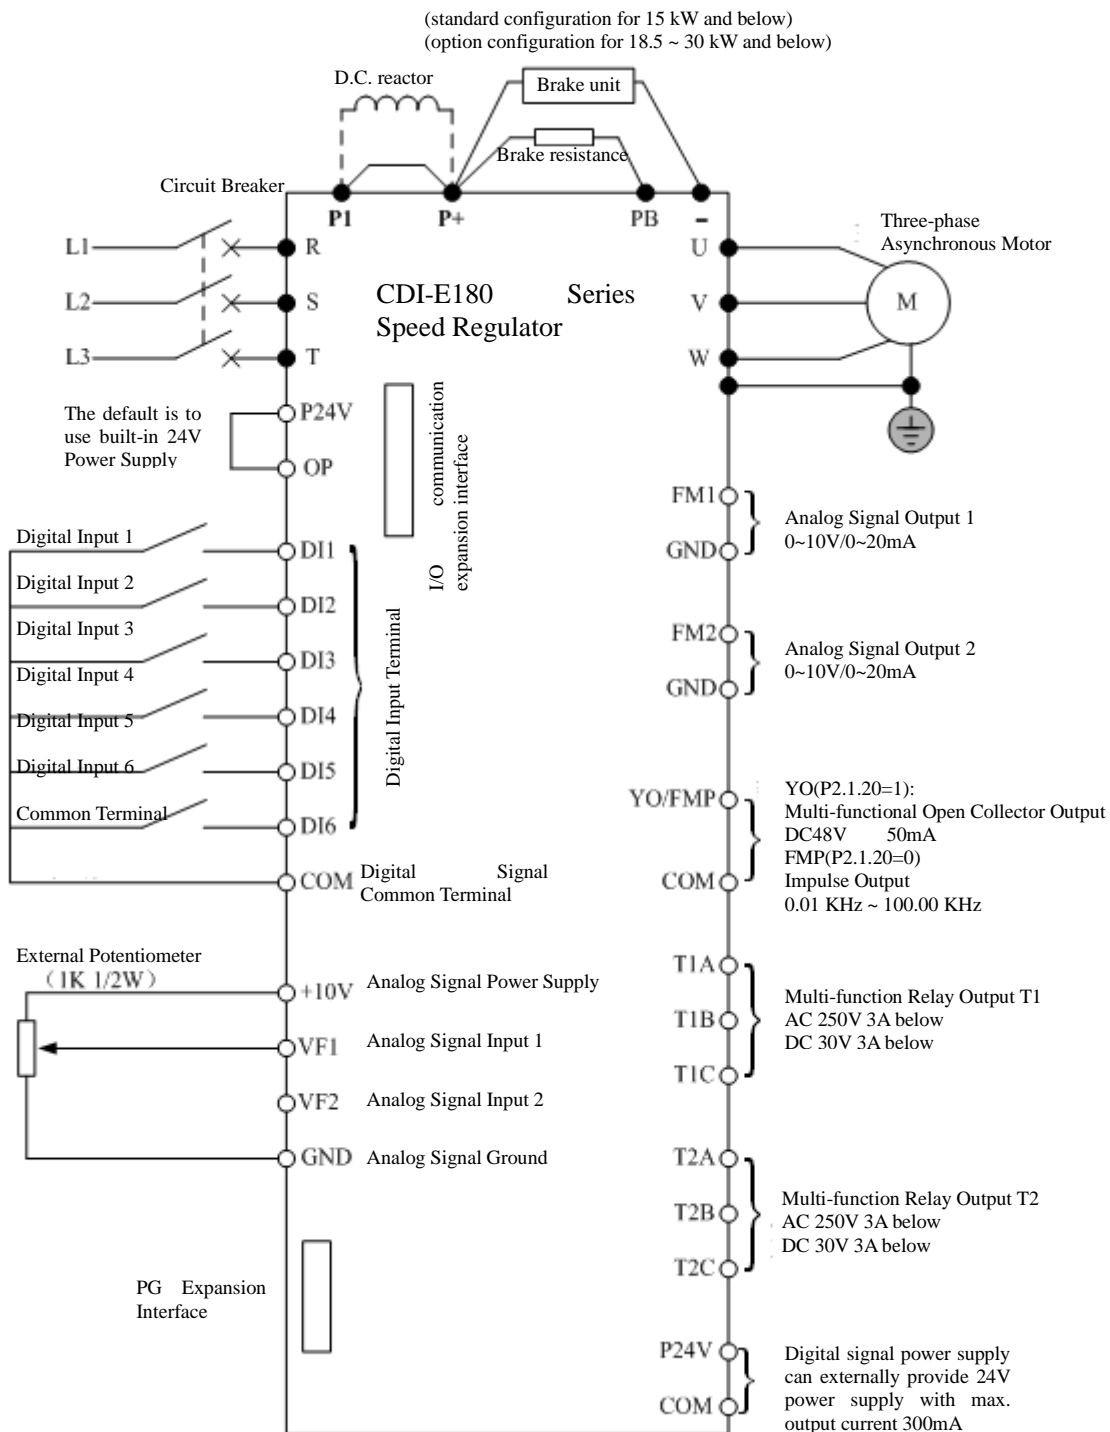 (standard configuration for 15 kW and below)
(option configuration for 18.5 ~ 30 kW and below)
D.C. reactor
Brake unit
Brake resistance
Circuit Breaker
P1
P+
PB
−
L1
R
L2
S
L3
T
CDI-E180 Series
Speed Regulator
U
V
W
Three-phase
Asynchronous Motor
M
The default is to
use built-in 24V
Power Supply
P24V
OP
I/O communication
expansion interface
Digital Input 1
DI1
Digital Input 2
DI2
Digital Input 3
DI3
Digital Input 4
DI4
Digital Input 5
DI5
Digital Input 6
DI6
Common Terminal
COM
Digital Input Terminal
Digital Signal
Common Terminal
External Potentiometer
(1K 1/2W)
+10V
Analog Signal Power Supply
VF1
Analog Signal Input 1
VF2
Analog Signal Input 2
GND
Analog Signal Ground
PG Expansion
Interface
FM1
GND
Analog Signal Output 1
0~10V/0~20mA
FM2
GND
Analog Signal Output 2
0~10V/0~20mA
YO/FMP
COM
YO(P2.1.20=1):
Multi-functional Open Collector Output
DC48V 50mA
FMP(P2.1.20=0)
Impulse Output
0.01 KHz ~ 100.00 KHz
T1A
T1B
T1C
Multi-function Relay Output T1
AC 250V 3A below
DC 30V 3A below
T2A
T2B
T2C
Multi-function Relay Output T2
AC 250V 3A below
DC 30V 3A below
P24V
COM
Digital signal power supply
can externally provide 24V
power supply with max.
output current 300mA